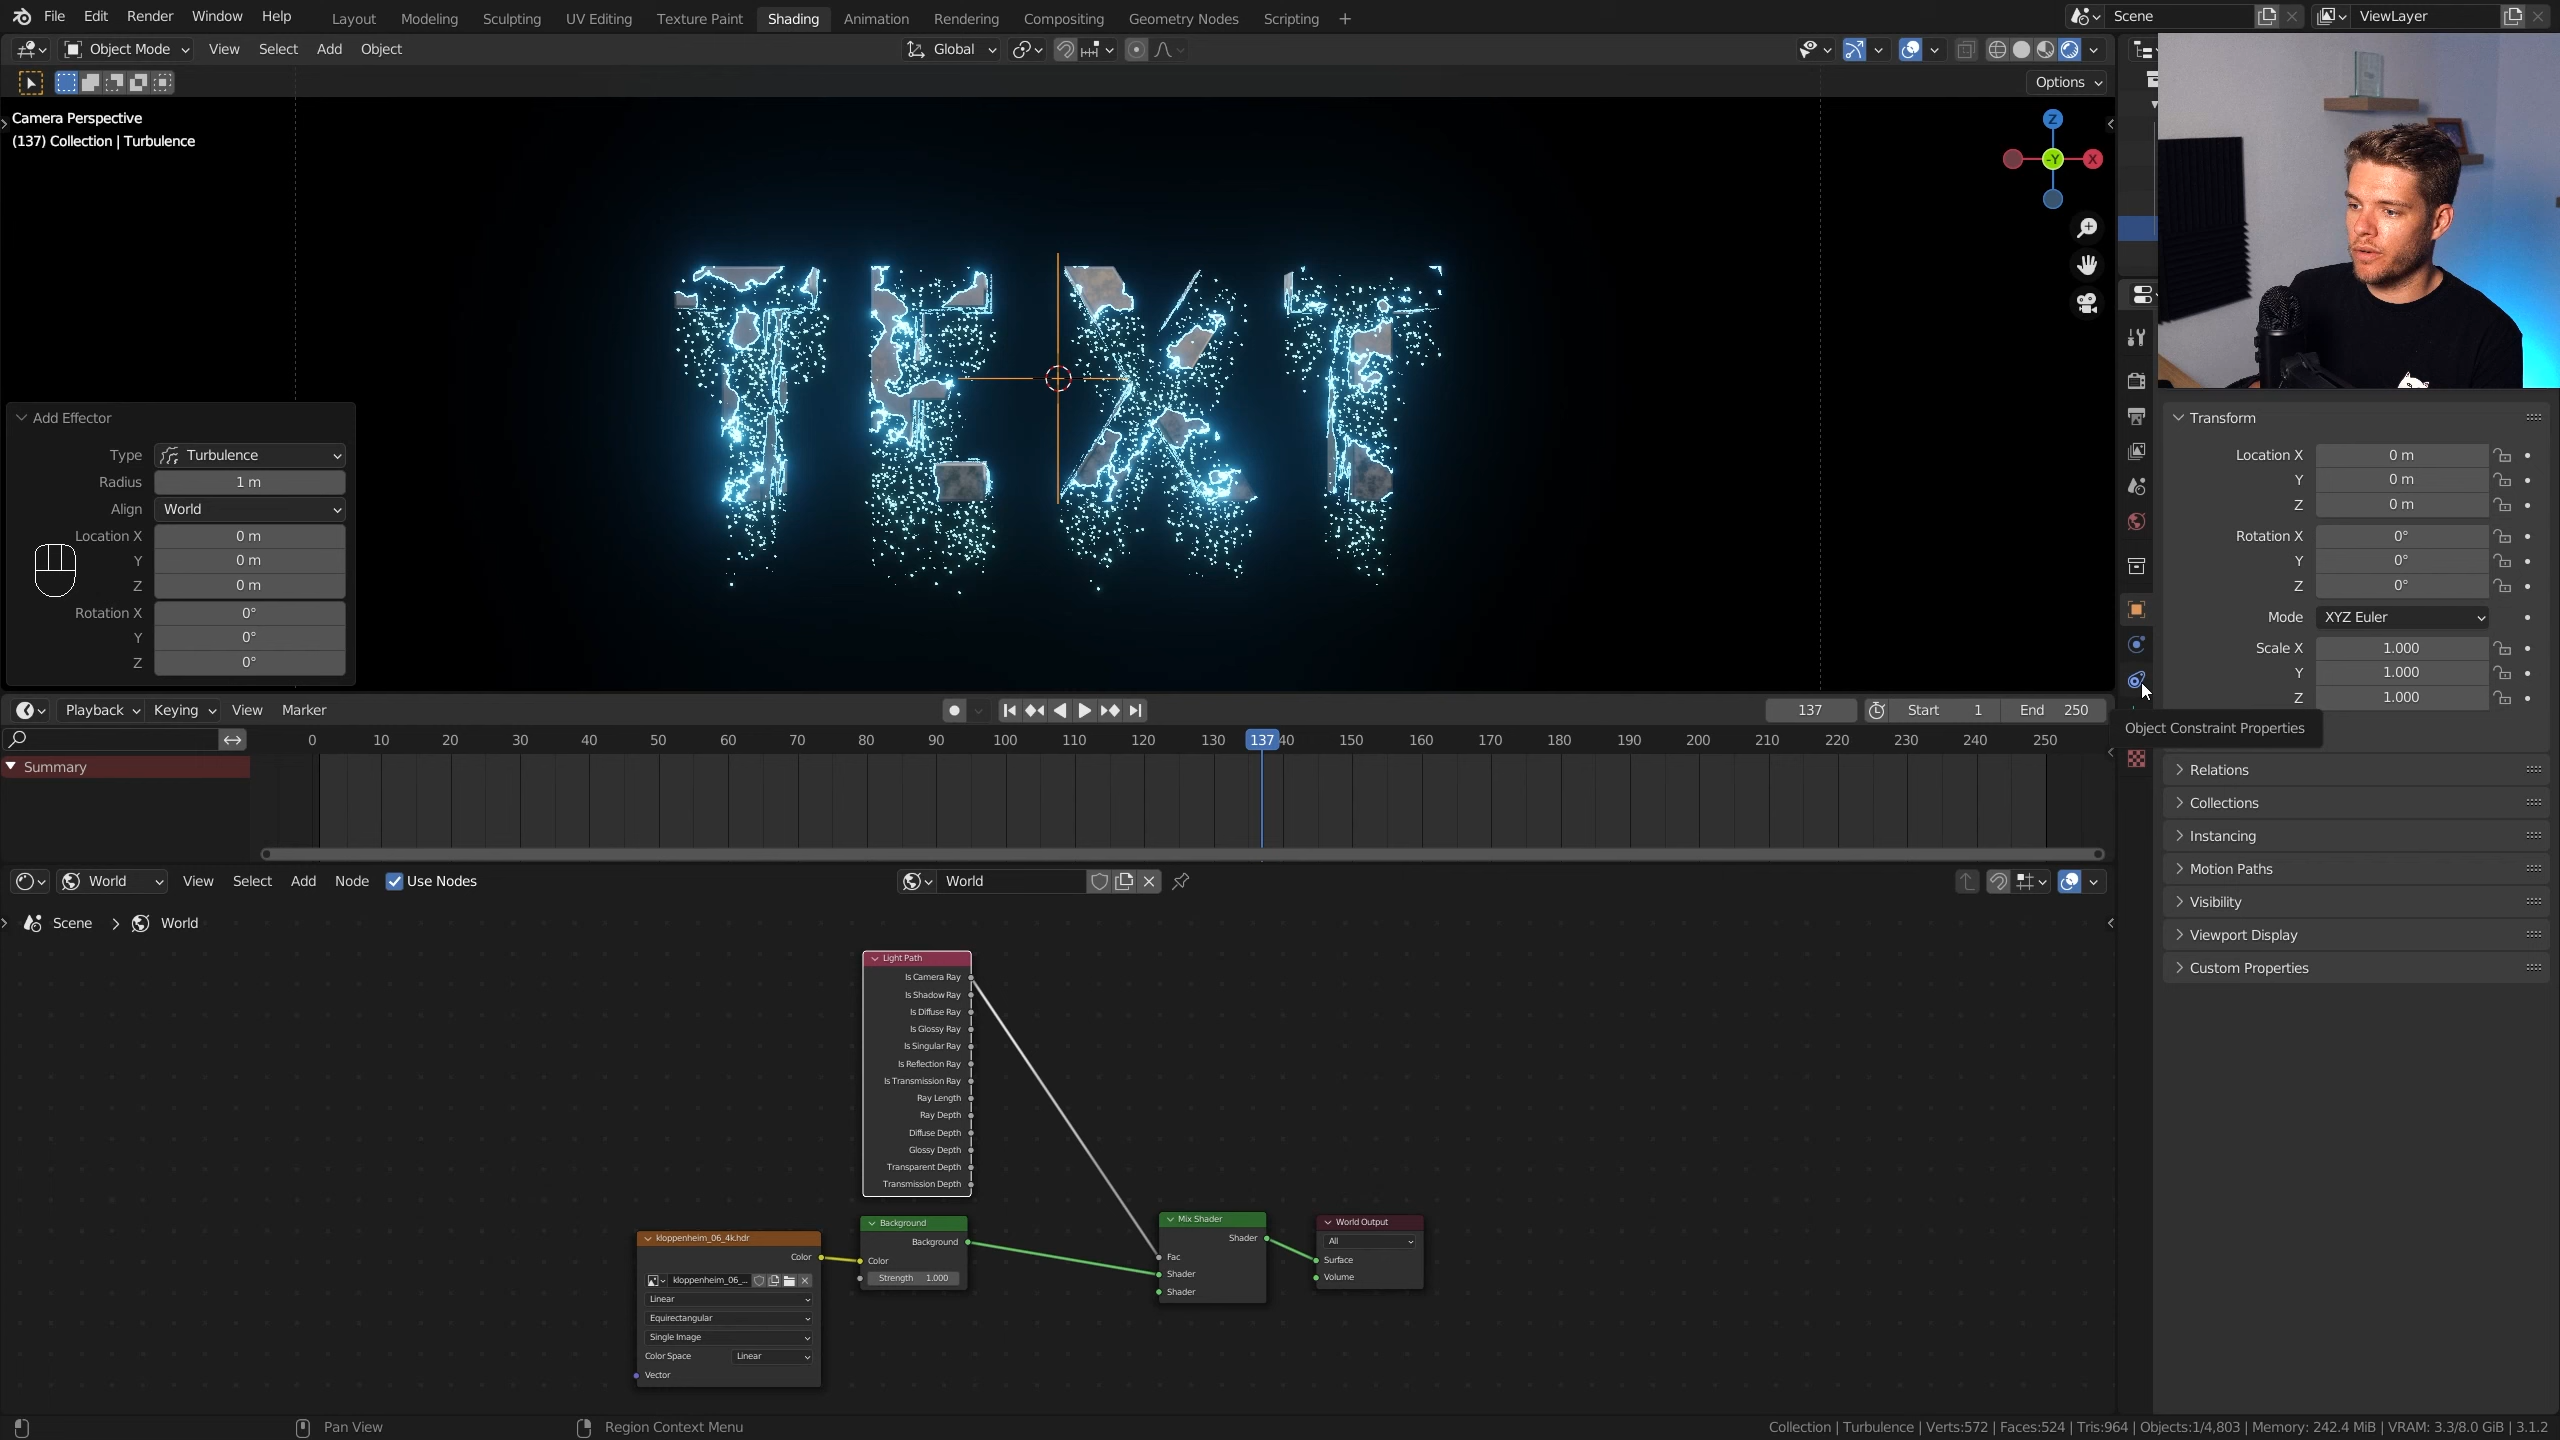 File Edit Render Window Help Layout Modeling Sculpting UV Editing Texture Paint Shading Animation Rendering Compositing Geometry Nodes Scripting + Scene ViewLayer
Object Mode View Select Add Object Global
Options
Camera Perspective
(137) Collection | Turbulence
Z
-Y X
TEXT
Add Effector
Type Turbulence
Radius 1 m
Align World
Location X 0 m
Y 0 m
Z 0 m
Rotation X 0°
Y 0°
Z 0°
Transform
Location X 0 m
Y 0 m
Z 0 m
Rotation X 0°
Y 0°
Z 0°
Mode XYZ Euler
Scale X 1.000
Y 1.000
Z 1.000
Object Constraint Properties
Relations
Collections
Instancing
Motion Paths
Visibility
Viewport Display
Custom Properties
Playback Keying View Marker 137 Start 1 End 250
0 10 20 30 40 50 60 70 80 90 100 110 120 130 137 40 150 160 170 180 190 200 210 220 230 240 250
Summary
World View Select Add Node Use Nodes World
Scene > World
Light Path
Is Camera Ray
Is Shadow Ray
Is Diffuse Ray
Is Glossy Ray
Is Singular Ray
Is Reflection Ray
Is Transmission Ray
Ray Length
Ray Depth
Diffuse Depth
Glossy Depth
Transparent Depth
Transmission Depth
kloppenheim_06_4k.hdr
Color
kloppenheim_06_...
Linear
Equirectangular
Single Image
Color Space Linear
Vector
Background
Background
Color
Strength 1.000
Mix Shader
Shader
Fac
Shader
Shader
World Output
All
Surface
Volume
Pan View Region Context Menu Collection | Turbulence | Verts:572 | Faces:524 | Tris:964 | Objects:1/4,803 | Memory: 242.4 MiB | VRAM: 3.3/8.0 GiB | 3.1.2